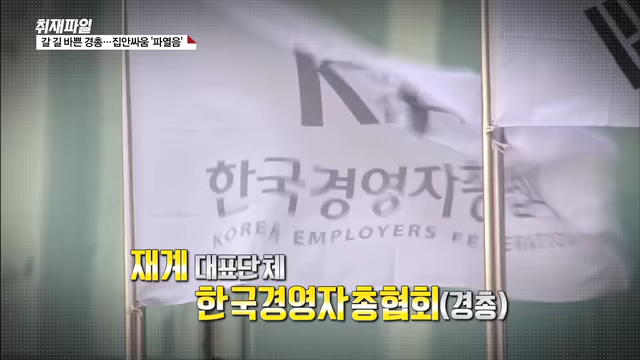 취재파일
갈 길 바쁜 경총…집안싸움 '파열음'
한국경영자총
KOREA EMPLOYERS FEDERATION
재계 대표단체
한국경영자총협회(경총)